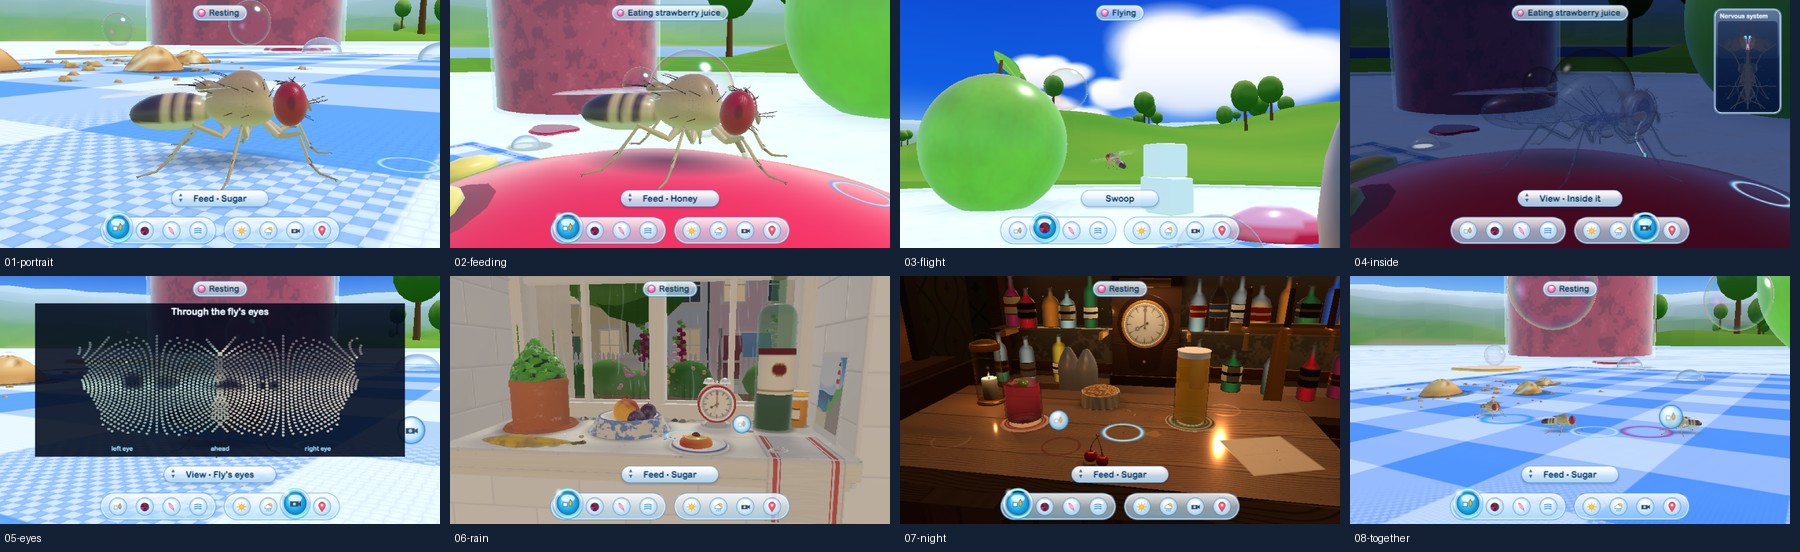 Resting
Feed • Sugar
01-portrait
Eating strawberry juice
Feed • Honey
02-feeding
Flying
Swoop
03-flight
Eating strawberry juice
Nervous system
View • Inside it
04-inside
Resting
Through the fly's eyes
left eye
ahead
right eye
View • Fly's eyes
05-eyes
Resting
Feed • Sugar
06-rain
Resting
Feed • Sugar
07-night
Resting
Feed • Sugar
08-together